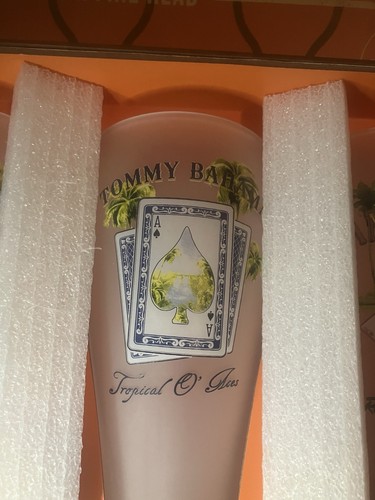 TOMMY BAHAMA
A
A
Tropical O' Aces